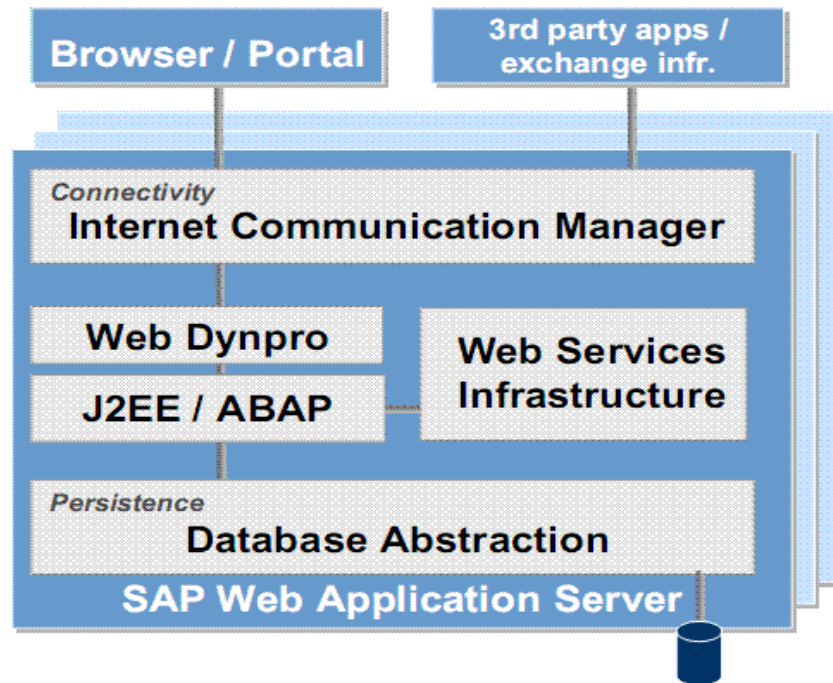 Browser / Portal
3rd party apps /
exchange infr.
Connectivity
Internet Communication Manager
Web Dynpro
J2EE / ABAP
Web Services
Infrastructure
Persistence
Database Abstraction
SAP Web Application Server